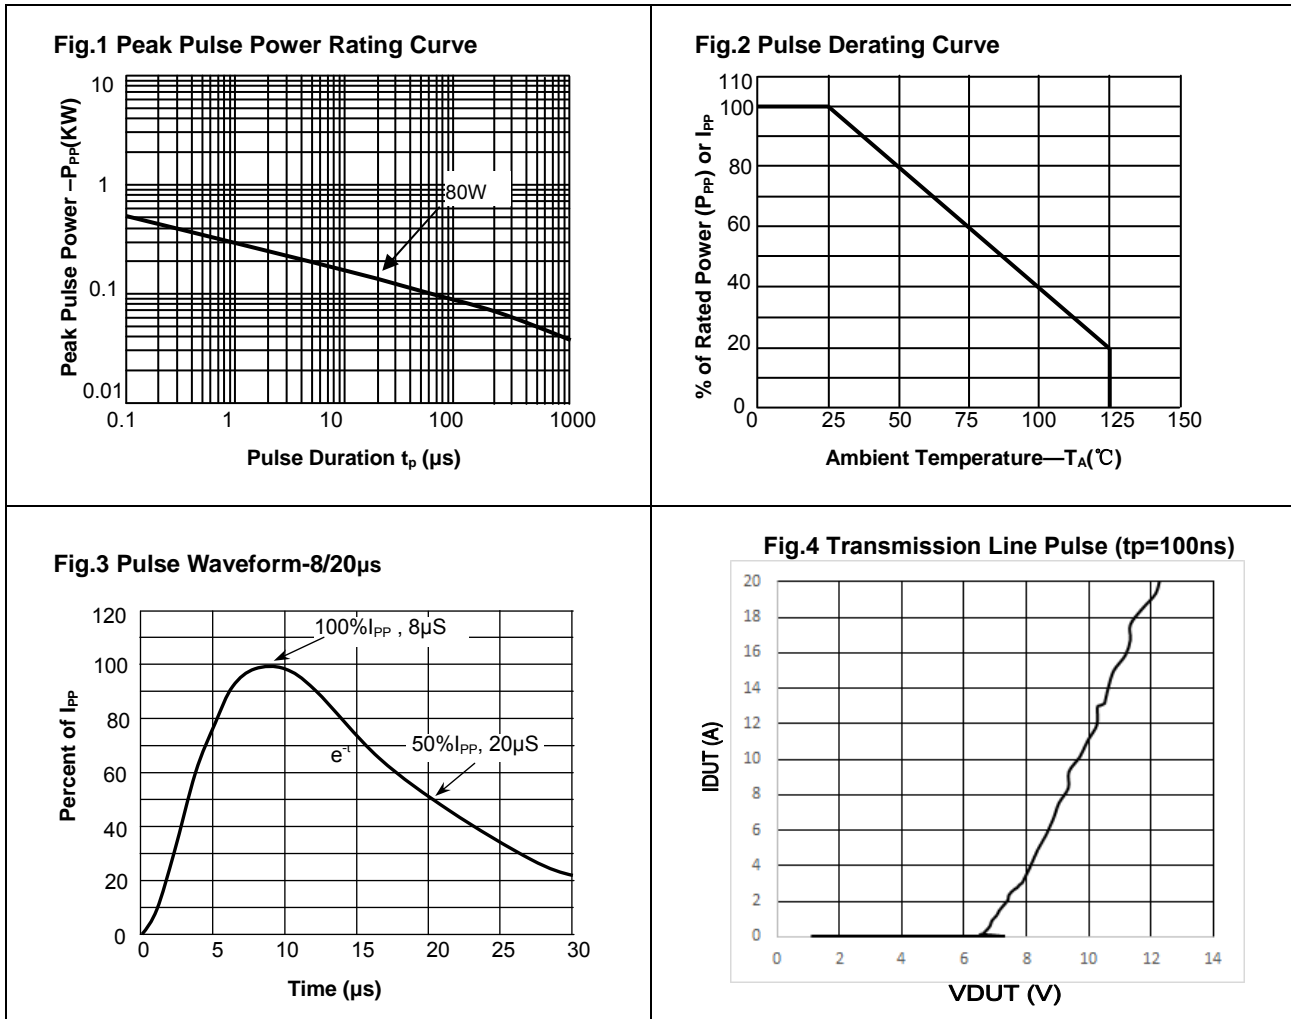 Fig.1 Peak Pulse Power Rating Curve
Peak Pulse Power –PPP(KW)
10
1
0.1
0.01
80W
0.1 1 10 100 1000
Pulse Duration tp (µs)
Fig.2 Pulse Derating Curve
% of Rated Power (PPP) or IPP
110
100
80
60
40
20
0
25 50 75 100 125 150
Ambient Temperature—TA(℃)
Fig.3 Pulse Waveform-8/20µs
Percent of IPP
120
100
80
60
40
20
0
100%IPP , 8µS
e-t
50%IPP, 20µS
0 5 10 15 20 25 30
Time (µs)
Fig.4 Transmission Line Pulse (tp=100ns)
IDUT (A)
20
18
16
14
12
10
8
6
4
2
0
0 2 4 6 8 10 12 14
VDUT (V)